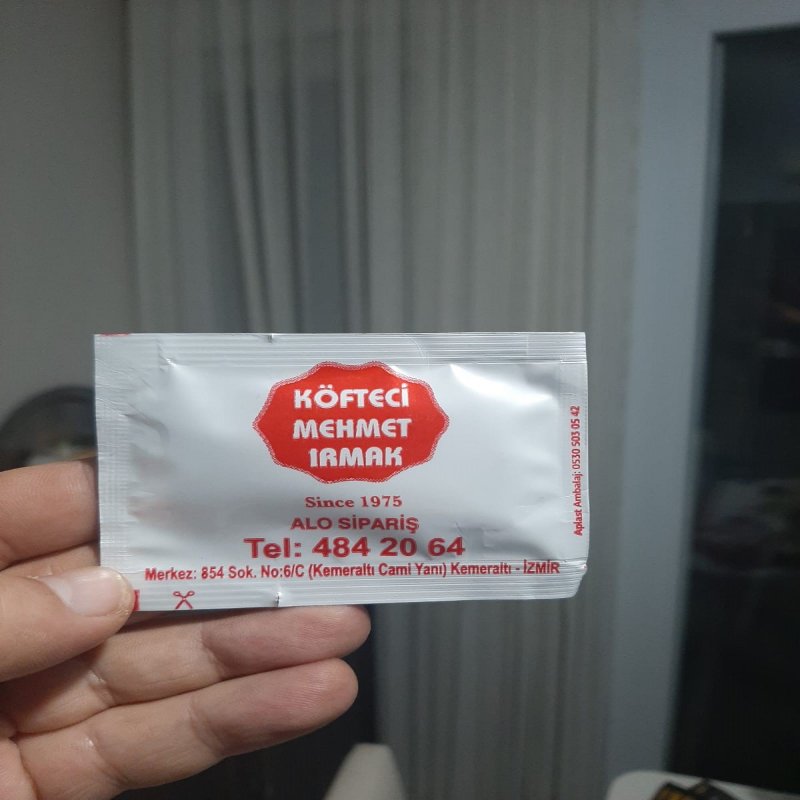 KÖFTECİ
MEHMET
IRMAK
Since 1975
ALO SİPARİŞ
Tel: 484 20 64
Merkez: 854 Sok. No:6/C (Kemeraltı Cami Yanı) Kemeraltı - İZMİR
Aplast Ambalaj: 0530 503 05 42